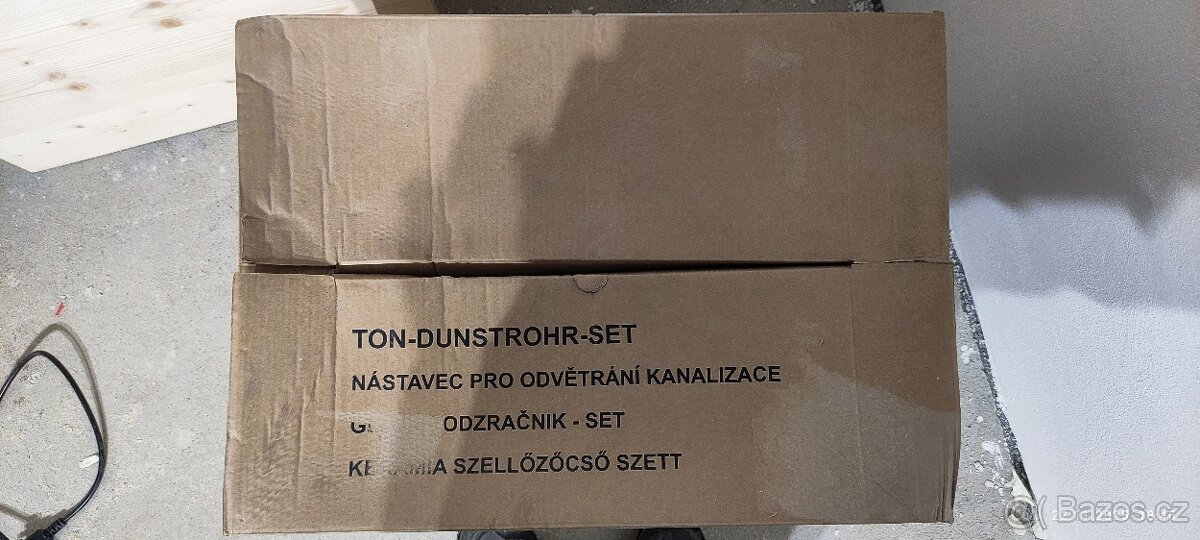 TON-DUNSTROHR-SET
NÁSTAVEC PRO ODVĚTRÁNÍ KANALIZACE
ODZRAČNIK - SET
SZELLŐZŐCSŐ SZETT
Bazos.cz